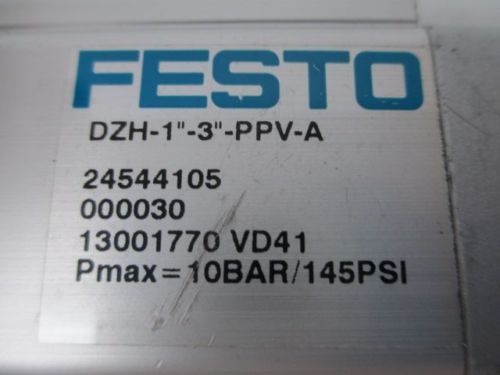 FESTO
DZH-1"-3"-PPV-A
24544105
000030
13001770 VD41
Pmax=10BAR/145PSI